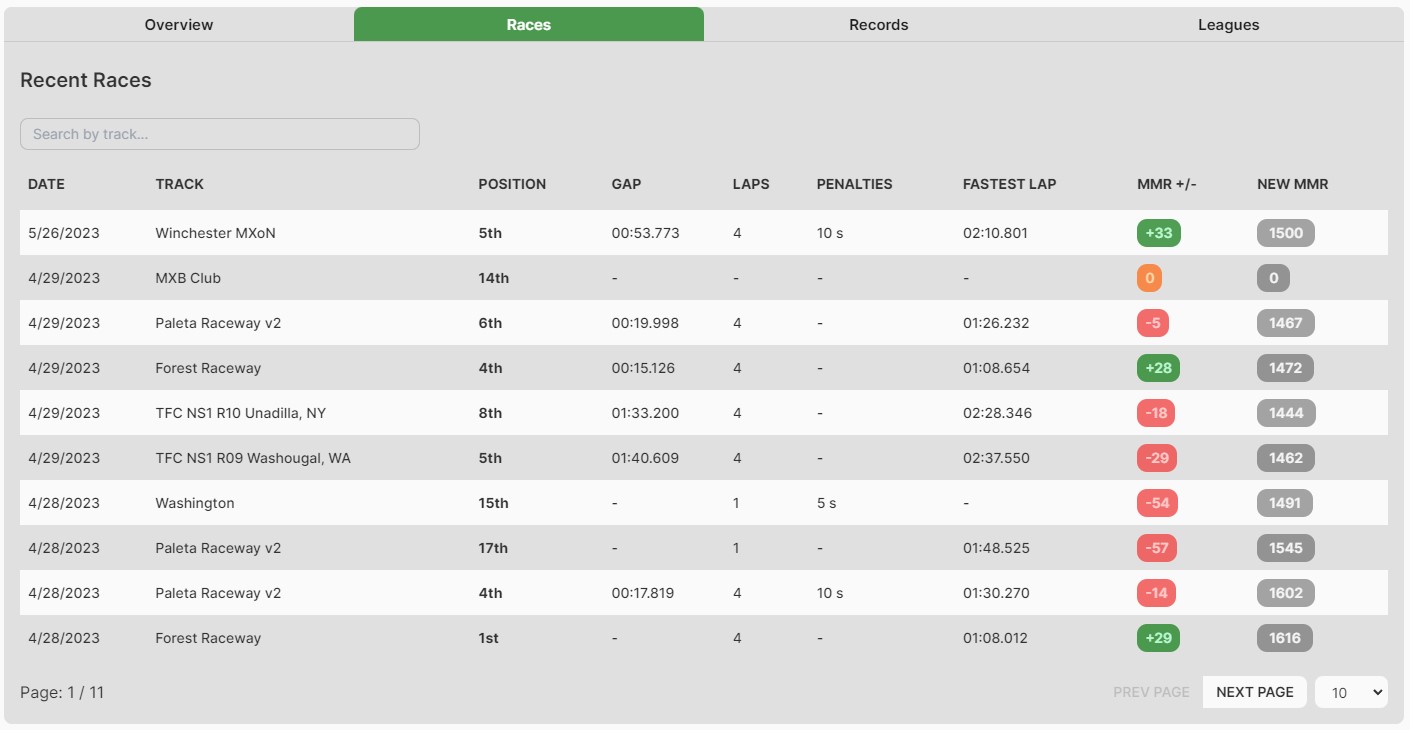 Overview Races Records Leagues
Recent Races
Search by track...
DATE TRACK POSITION GAP LAPS PENALTIES FASTEST LAP MMR +/- NEW MMR
5/26/2023 Winchester MXoN 5th 00:53.773 4 10 s 02:10.801 +33 1500
4/29/2023 MXB Club 14th - - - - 0 0
4/29/2023 Paleta Raceway v2 6th 00:19.998 4 - 01:26.232 -5 1467
4/29/2023 Forest Raceway 4th 00:15.126 4 - 01:08.654 +28 1472
4/29/2023 TFC NS1 R10 Unadilla, NY 8th 01:33.200 4 - 02:28.346 -18 1444
4/29/2023 TFC NS1 R09 Washougal, WA 5th 01:40.609 4 - 02:37.550 -29 1462
4/28/2023 Washington 15th - 1 5 s - -54 1491
4/28/2023 Paleta Raceway v2 17th - 1 - 01:48.525 -57 1545
4/28/2023 Paleta Raceway v2 4th 00:17.819 4 10 s 01:30.270 -14 1602
4/28/2023 Forest Raceway 1st - 4 - 01:08.012 +29 1616
Page: 1 / 11 PREV PAGE NEXT PAGE 10